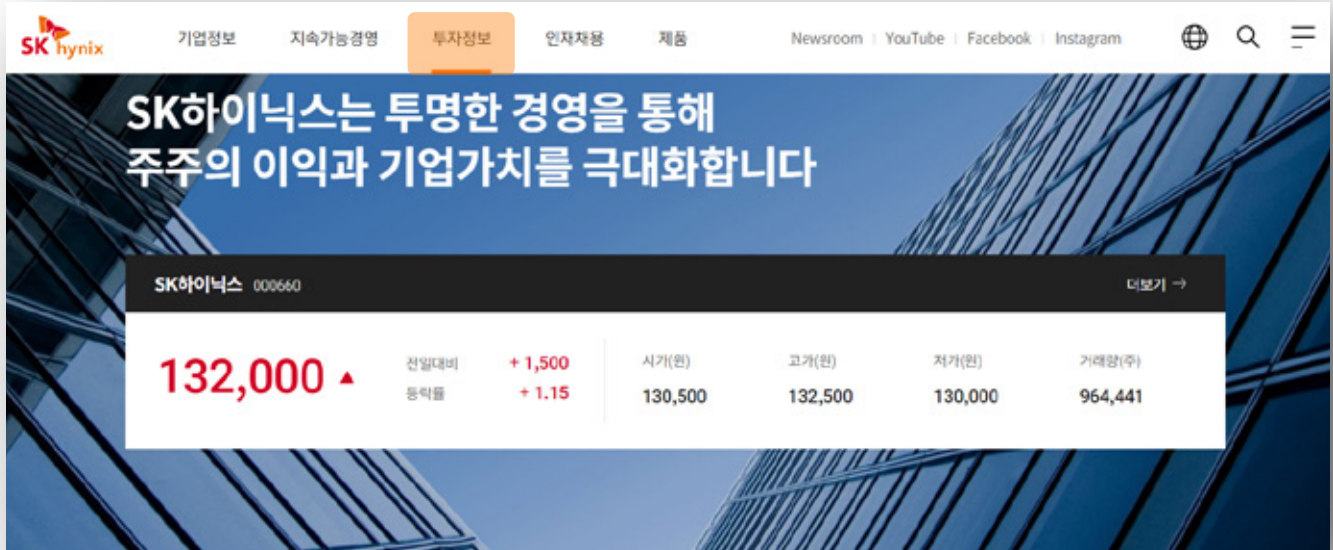 SK hynix
기업정보 지속가능경영 투자정보 인재채용 제품 Newsroom YouTube Facebook Instagram
SK하이닉스는 투명한 경영을 통해
주주의 이익과 기업가치를 극대화합니다
SK하이닉스 000660 더보기 →
132,000 ▲
전일대비 + 1,500
등락률 + 1.15
시가(원) 고가(원) 저가(원) 거래량(주)
130,500 132,500 130,000 964,441